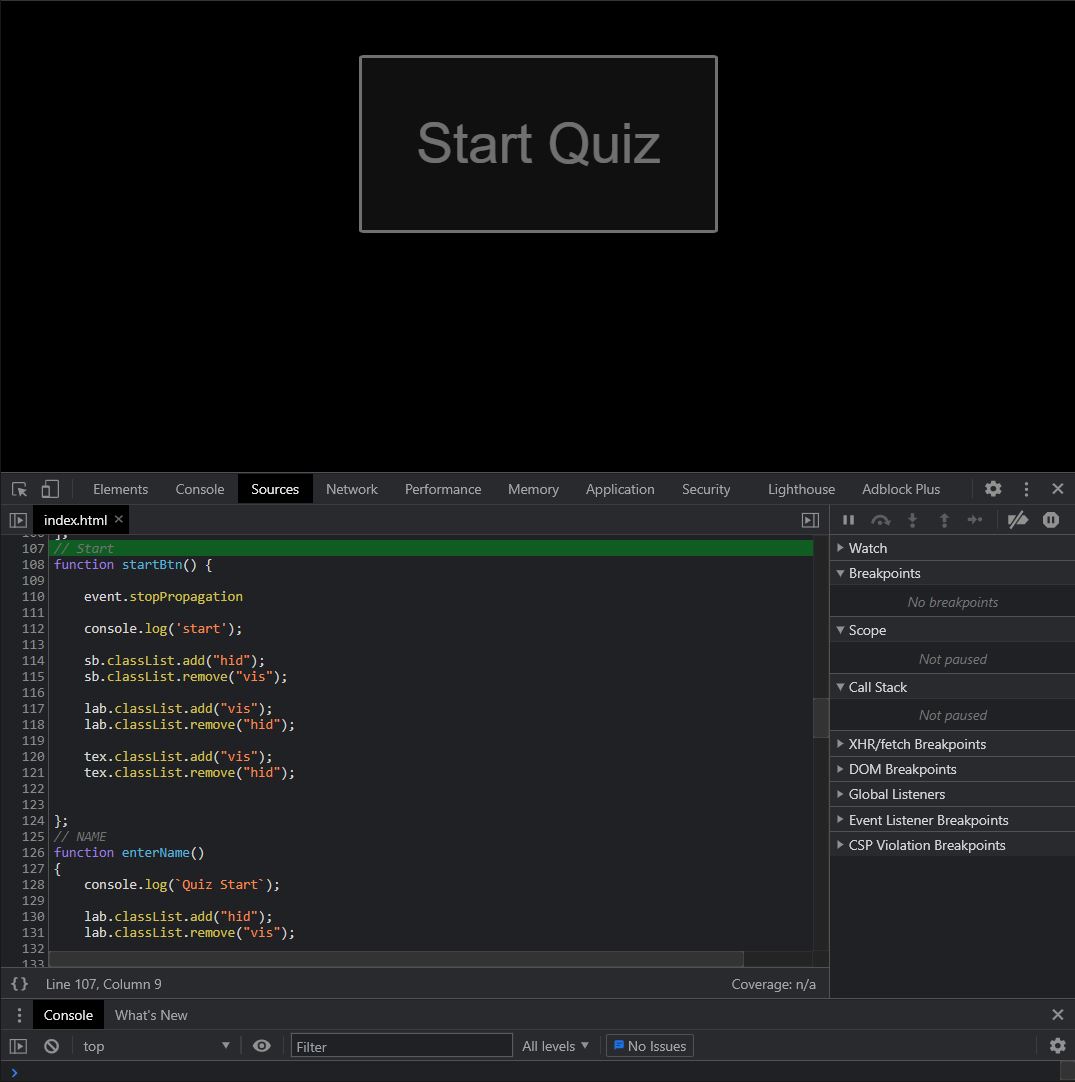 Start Quiz
Elements Console Sources Network Performance Memory Application Security Lighthouse Adblock Plus
index.html
106 ];
107 // Start
108 function startBtn() {
109
110 event.stopPropagation
111
112 console.log('start');
113
114 sb.classList.add("hid");
115 sb.classList.remove("vis");
116
117 lab.classList.add("vis");
118 lab.classList.remove("hid");
119
120 tex.classList.add("vis");
121 tex.classList.remove("hid");
122
123
124 };
125 // NAME
126 function enterName()
127 {
128 console.log(`Quiz Start`);
129
130 lab.classList.add("hid");
131 lab.classList.remove("vis");
132
133
{} Line 107, Column 9 Coverage: n/a
Watch
Breakpoints
No breakpoints
Scope
Not paused
Call Stack
Not paused
XHR/fetch Breakpoints
DOM Breakpoints
Global Listeners
Event Listener Breakpoints
CSP Violation Breakpoints
Console What's New
top Filter All levels No Issues